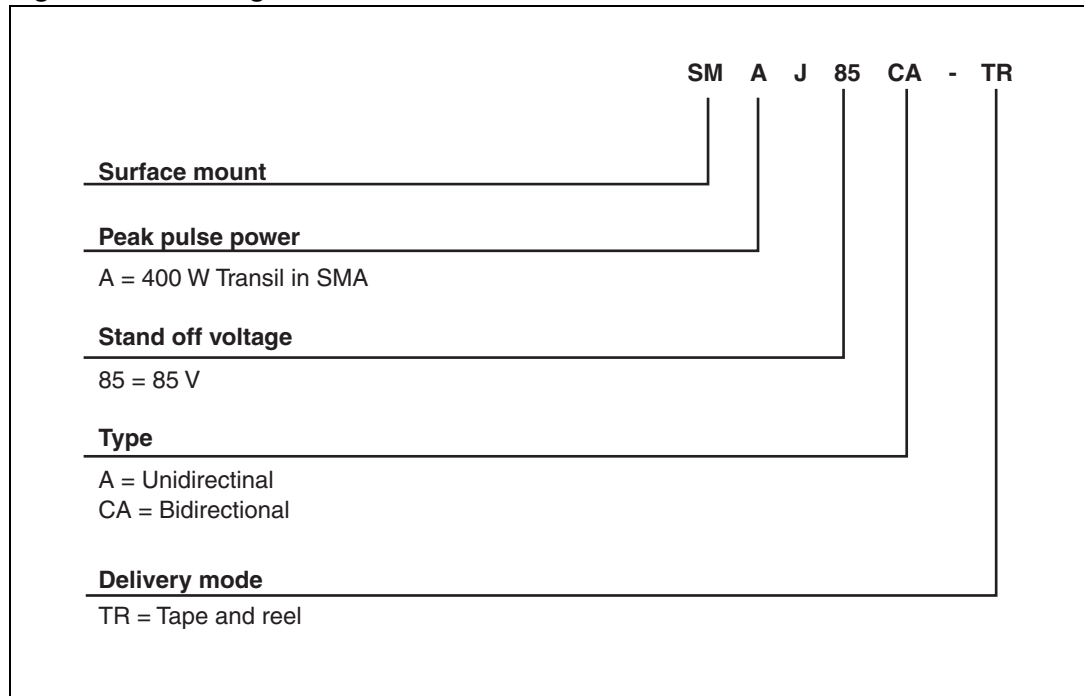 SM A J 85 CA - TR
Surface mount
Peak pulse power
A = 400 W Transil in SMA
Stand off voltage
85 = 85 V
Type
A = Unidirectinal
CA = Bidirectional
Delivery mode
TR = Tape and reel